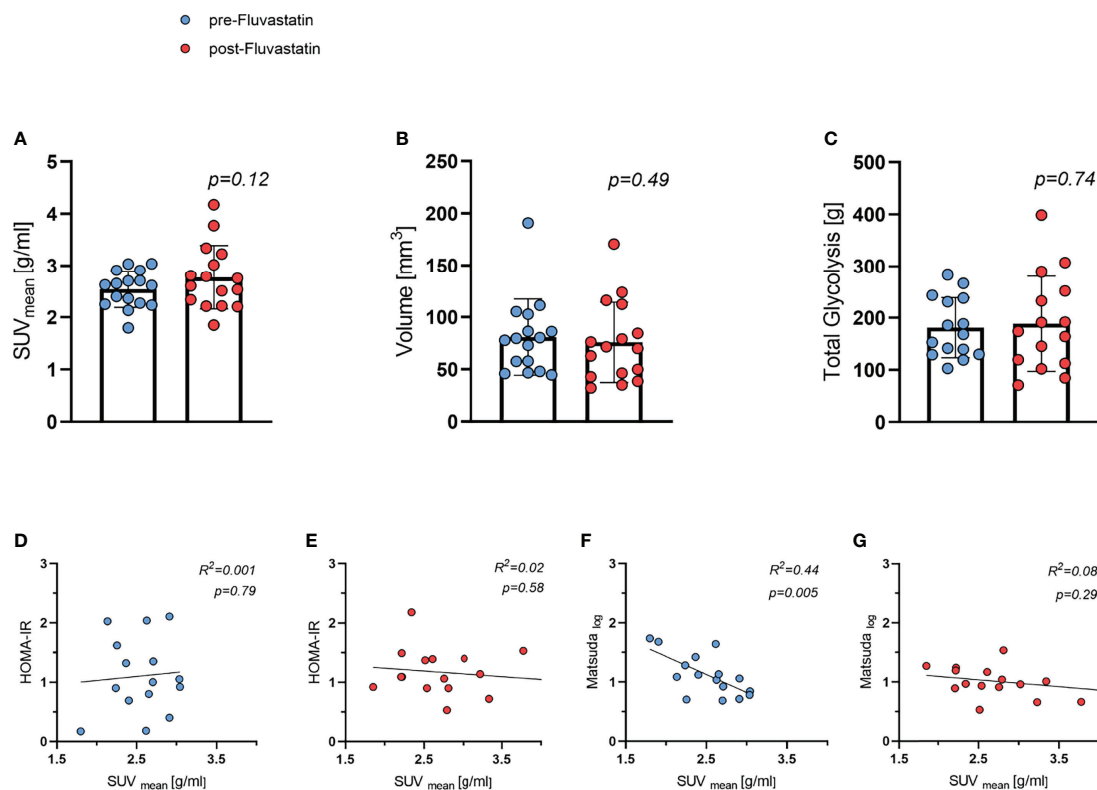 pre-Fluvastatin
post-Fluvastatin
A
B
C
p=0.12
p=0.49
p=0.74
SUVmean [g/ml]
5
4
3
2
1
0
Volume [mm³]
250
200
150
100
50
0
Total Glycolysis [g]
500
400
300
200
100
0
D
E
F
G
R²=0.001
p=0.79
HOMA-IR
3
2
1
0
1.5
2.5
3.5
SUV mean [g/ml]
R²=0.02
p=0.58
HOMA-IR
3
2
1
0
1.5
2.5
3.5
SUV mean [g/ml]
R²=0.44
p=0.005
Matsuda log
3
2
1
0
1.5
2.5
3.5
SUV mean [g/ml]
R²=0.08
p=0.29
Matsuda log
3
2
1
0
1.5
2.5
3.5
SUV mean [g/ml]